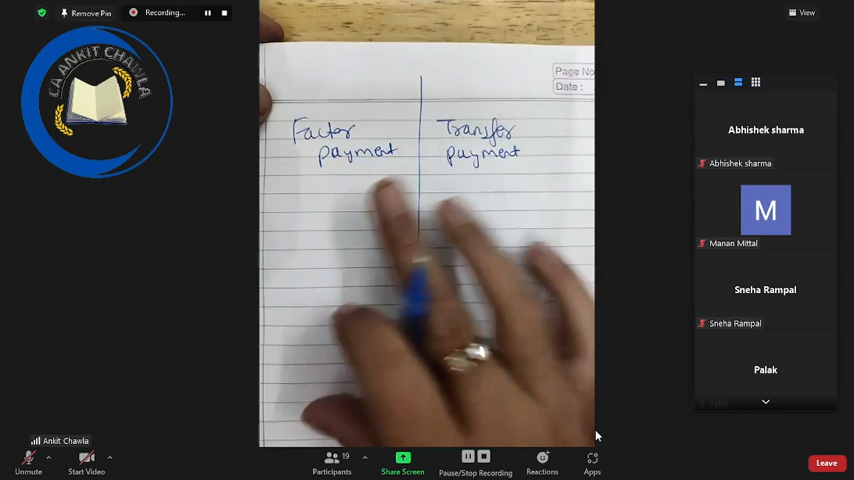 Remove Pin
Recording...
View
CA ANKIT CHAWLA
Page No
Date :
Factor
payment
Transfer
payment
Abhishek sharma
Abhishek sharma
M
Manan Mittal
Sneha Rampal
Sneha Rampal
Palak
Palak
Ankit Chawla
Unmute
Start Video
19
Participants
Share Screen
Pause/Stop Recording
Reactions
Apps
Leave